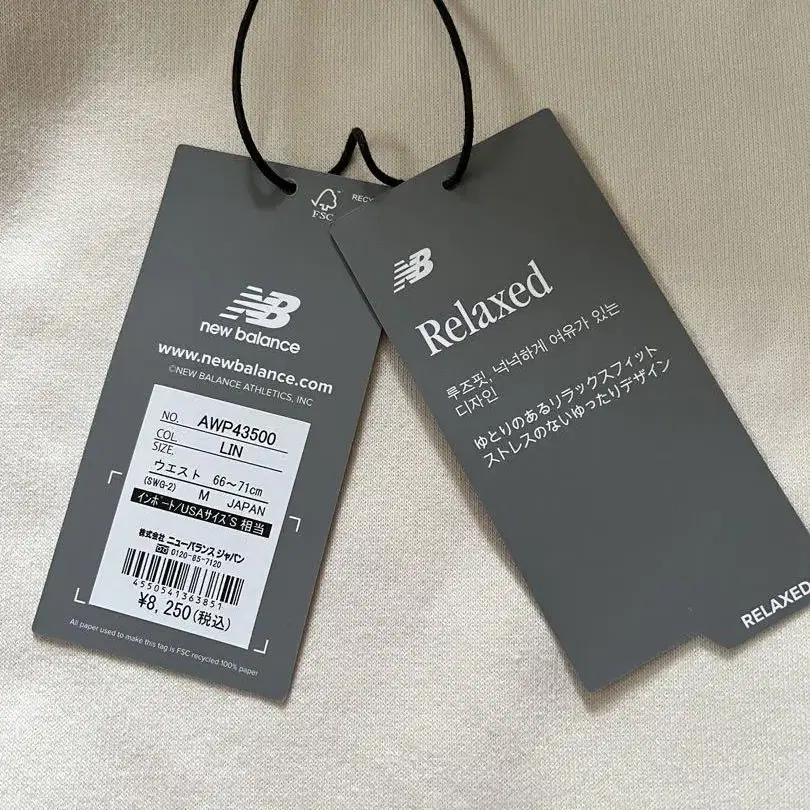 FSC
RECY
NB
new balance
www.newbalance.com
©NEW BALANCE ATHLETICS, INC
NO. AWP43500
COL. LIN
SIZE.
ウエスト 66～71cm
(SWG-2) M JAPAN
インポート/USAサイズS 相当
株式会社 ニューバランス ジャパン
0120-85-7120
4550541363851
¥8,250(税込)
All paper used to make this tag is FSC recycled 100% paper
NB
Relaxed
루즈핏, 넉넉하게 여유가 있는
디자인
ゆとりのあるリラックスフィット
ストレスのないゆったりデザイン
RELAXED